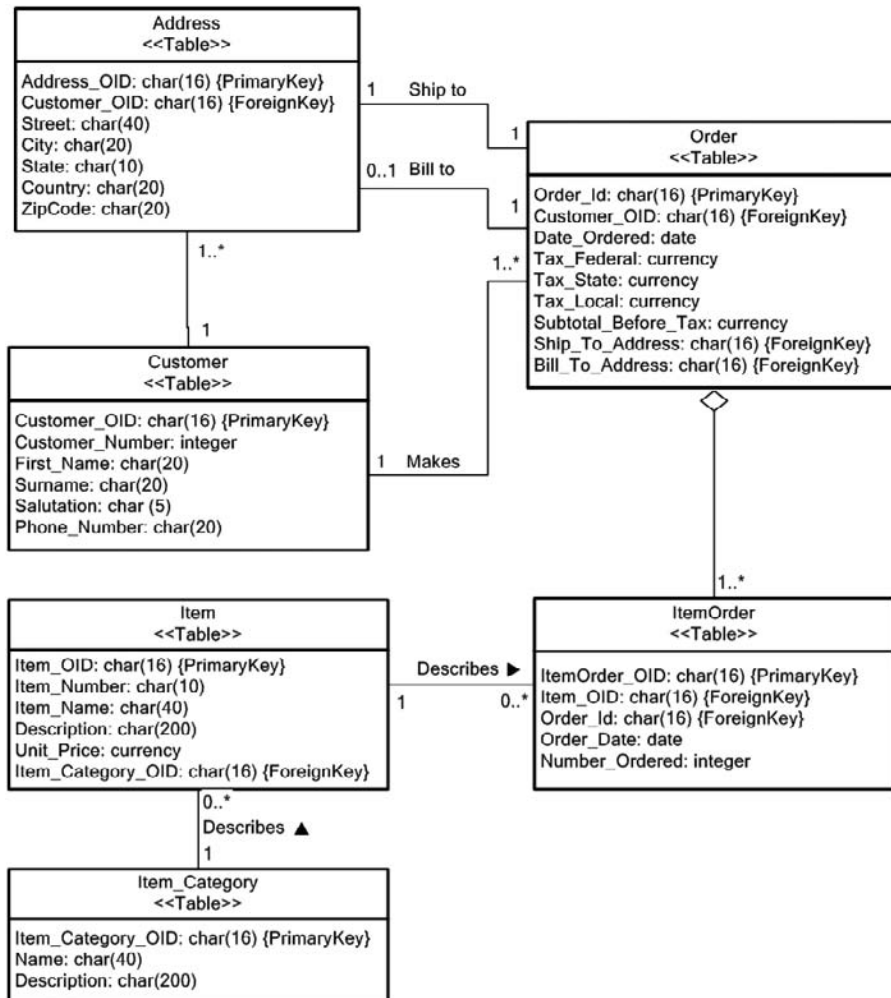 Address
<<Table>>
Address_OID: char(16) {PrimaryKey}
Customer_OID: char(16) {ForeignKey}
Street: char(40)
City: char(20)
State: char(10)
Country: char(20)
ZipCode: char(20)
1
Ship to
1
0..1
Bill to
1
Order
<<Table>>
Order_Id: char(16) {PrimaryKey}
Customer_OID: char(16) {ForeignKey}
Date_Ordered: date
Tax_Federal: currency
Tax_State: currency
Tax_Local: currency
Subtotal_Before_Tax: currency
Ship_To_Address: char(16) {ForeignKey}
Bill_To_Address: char(16) {ForeignKey}
1..*
1
1..*
Customer
<<Table>>
Customer_OID: char(16) {PrimaryKey}
Customer_Number: integer
First_Name: char(20)
Surname: char(20)
Salutation: char (5)
Phone_Number: char(20)
1
Makes
1..*
Item
<<Table>>
Item_OID: char(16) {PrimaryKey}
Item_Number: char(10)
Item_Name: char(40)
Description: char(200)
Unit_Price: currency
Item_Category_OID: char(16) {ForeignKey}
Describes ▶
1
0..*
ItemOrder
<<Table>>
ItemOrder_OID: char(16) {PrimaryKey}
Item_OID: char(16) {ForeignKey}
Order_Id: char(16) {ForeignKey}
Order_Date: date
Number_Ordered: integer
0..*
Describes ▲
1
Item_Category
<<Table>>
Item_Category_OID: char(16) {PrimaryKey}
Name: char(40)
Description: char(200)